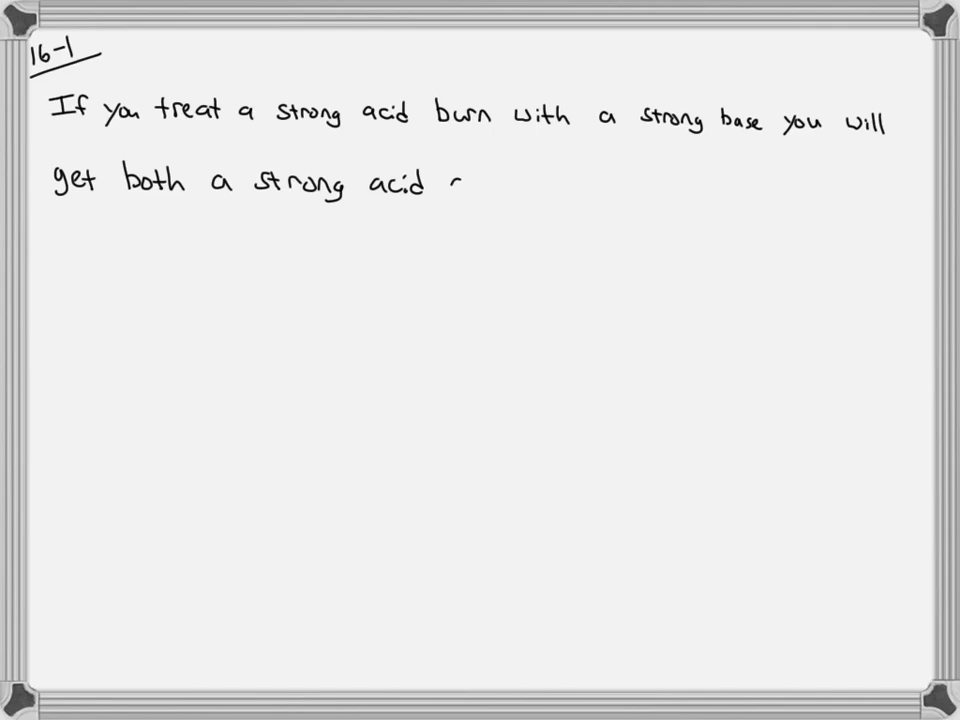 16-1
If you treat a strong acid burn with a strong base you will
get both a strong acid